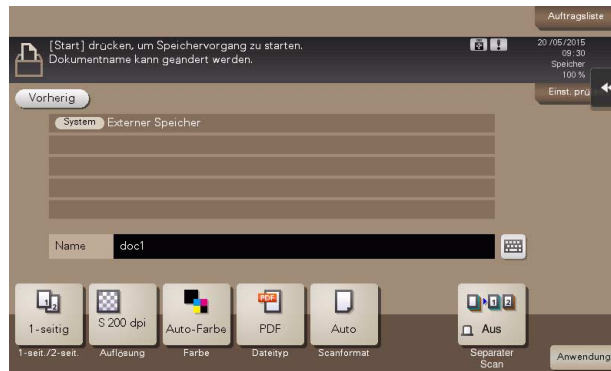 Auftragsliste
[Start] drücken, um Speichervorgang zu starten.
Dokumentname kann geändert werden.
20 /05/2015
09:30
Speicher
100 %
Vorherig
Einst. prü
System Externer Speicher
Name doc1
1-seitig
S 200 dpi
Auto-Farbe
PDF
PDF
Auto
Aus
1-seit./2-seit.
Auflösung
Farbe
Dateityp
Scanformat
Separater
Scan
Anwendung